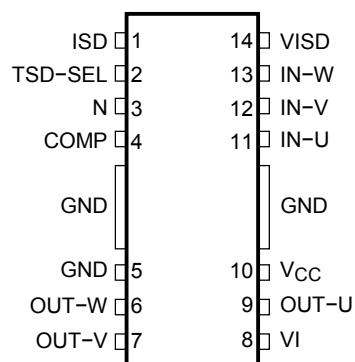 ISD 1 14 VISD
TSD−SEL 2 13 IN−W
N 3 12 IN−V
COMP 4 11 IN−U
GND GND
GND 5 10 VCC
OUT−W 6 9 OUT−U
OUT−V 7 8 VI